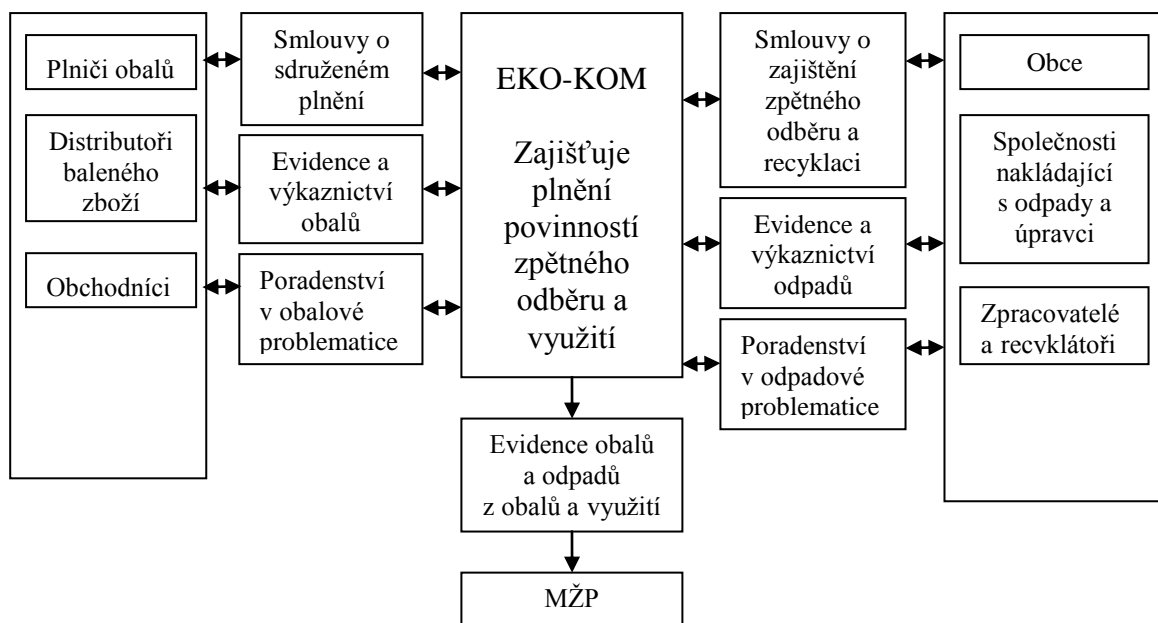 Plniči obalů
Distributoři
baleného
zboží
Obchodníci
Smlouvy o
sdruženém
plnění
Evidence a
výkaznictví
obalů
Poradenství
v obalové
problematice
EKO-KOM
Zajišťuje
plnění
povinností
zpětného
odběru a
využití
Evidence obalů
a odpadů
z obalů a využití
MŽP
Smlouvy o
zajištění
zpětného
odběru a
recyklaci
Evidence a
výkaznictví
odpadů
Poradenství
v odpadové
problematice
Obce
Společnosti
nakládající
s odpady a
úpravci
Zpracovatelé
a recyklátoři